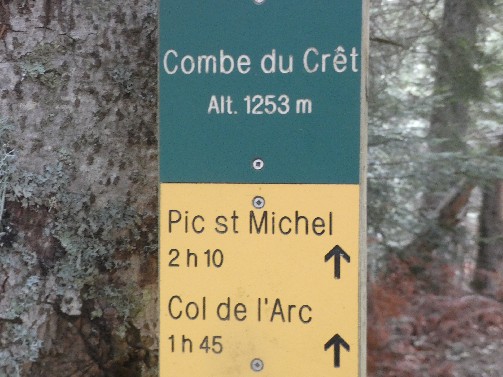 Combe du Crêt
Alt. 1253 m
Pic st Michel
2 h 10 ↑
Col de l'Arc
1 h 45 ↑